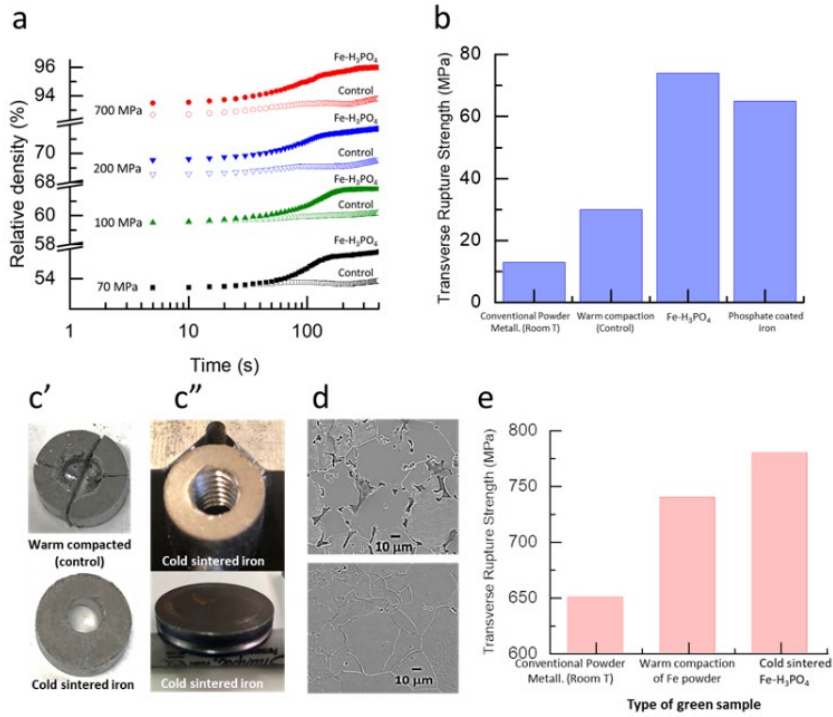 a
Relative density (%)
96
94
70
68
60
58
54
700 MPa
200 MPa
100 MPa
70 MPa
Fe-H₃PO₄
Control
Fe-H₃PO₄
Control
Fe-H₃PO₄
Control
Fe-H₃PO₄
Control
1
10
100
Time (s)
b
Transverse Rupture Strength (MPa)
80
60
40
20
0
Conventional Powder
Metall. (Room T)
Warm compaction
(Control)
Fe-H₃PO₄
Phosphate coated
iron
c’
Warm compacted
(control)
Cold sintered iron
c”
Cold sintered iron
Cold sintered iron
d
10 µm
10 µm
e
Transverse Rupture Strength (MPa)
800
750
700
650
600
Conventional Powder
Metall. (Room T)
Warm compaction
of Fe powder
Cold sintered
Fe-H₃PO₄
Type of green sample